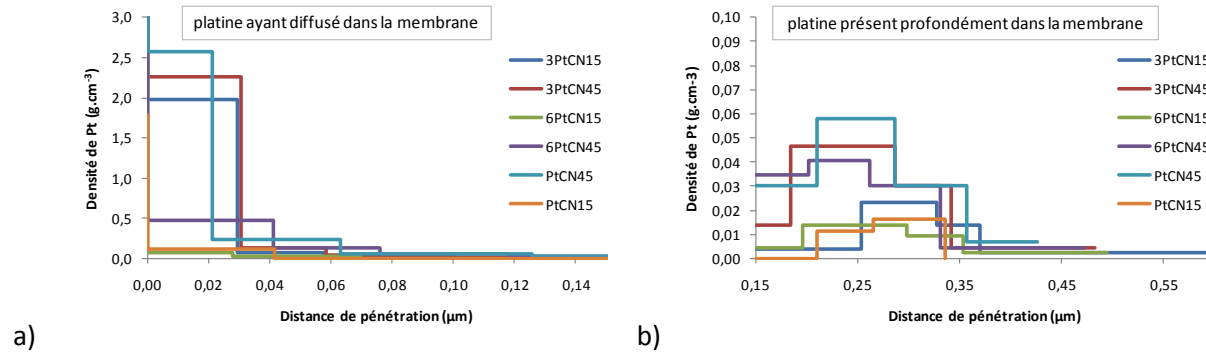 platine ayant diffusé dans la membrane
Densité de Pt (g.cm-3)
3,0
2,5
2,0
1,5
1,0
0,5
0,0
0,00 0,02 0,04 0,06 0,08 0,10 0,12 0,14
Distance de pénétration (µm)
3PtCN15
3PtCN45
6PtCN15
6PtCN45
PtCN45
PtCN15
a)
platine présent profondément dans la membrane
Densité de Pt (g.cm-3)
0,10
0,09
0,08
0,07
0,06
0,05
0,04
0,03
0,02
0,01
0,00
0,15 0,25 0,35 0,45 0,55
Distance de pénétration (µm)
3PtCN15
3PtCN45
6PtCN15
6PtCN45
PtCN45
PtCN15
b)